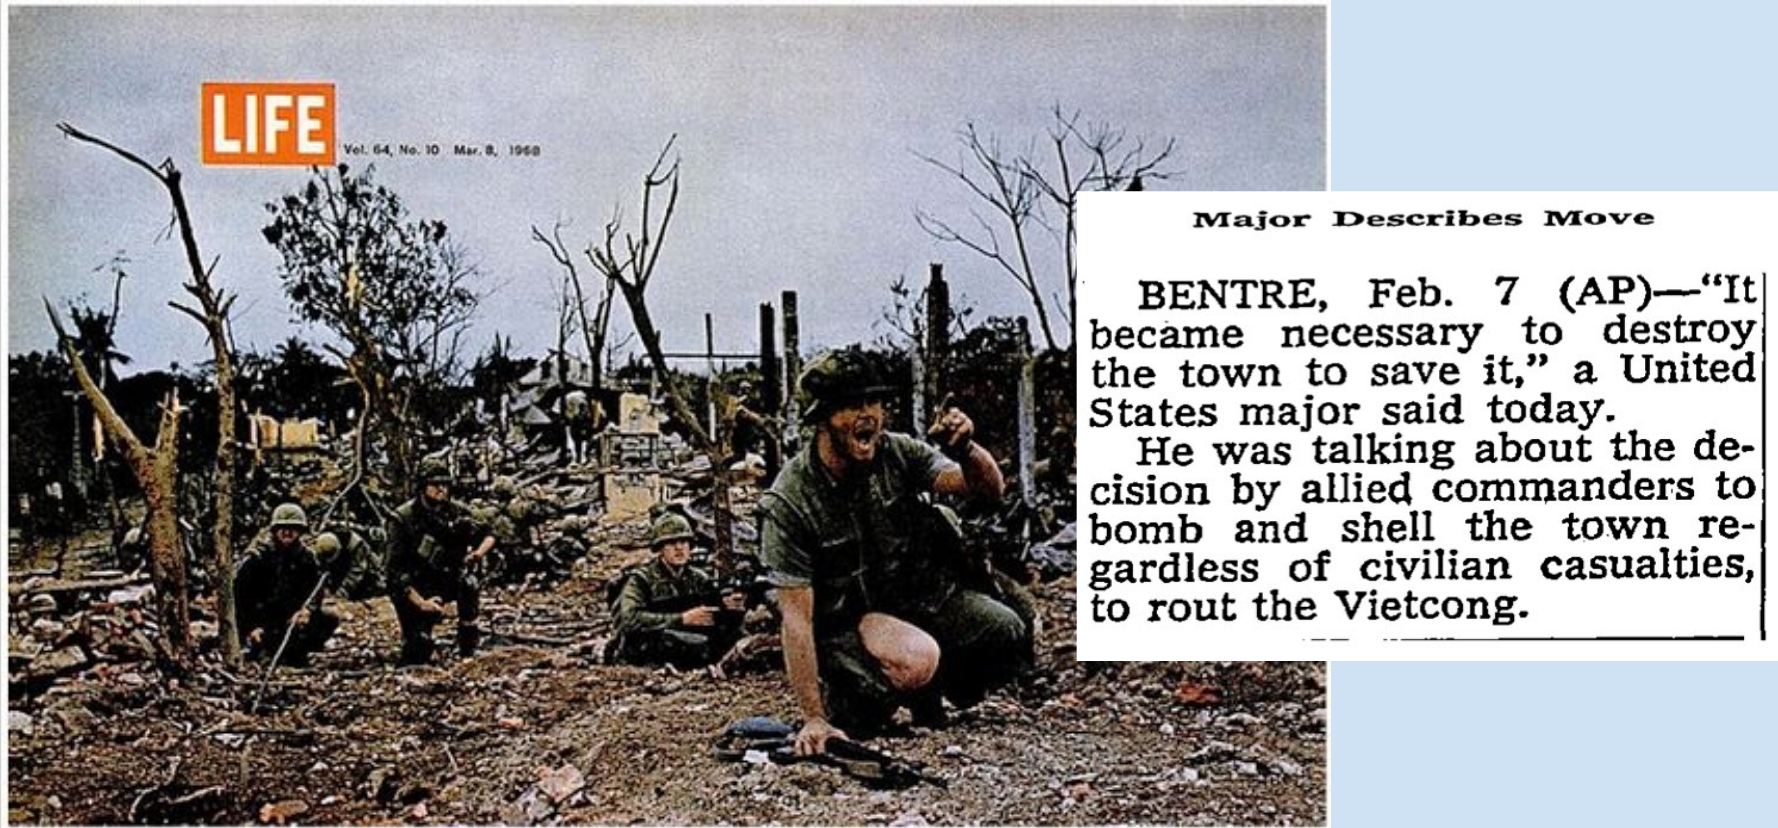 LIFE
Vol. 64, No. 10 Mar. 8, 1968
Major Describes Move
BENTRE, Feb. 7 (AP)—“It
became necessary to destroy
the town to save it,” a United
States major said today.
He was talking about the de-
cision by allied commanders to
bomb and shell the town re-
gardless of civilian casualties,
to rout the Vietcong.